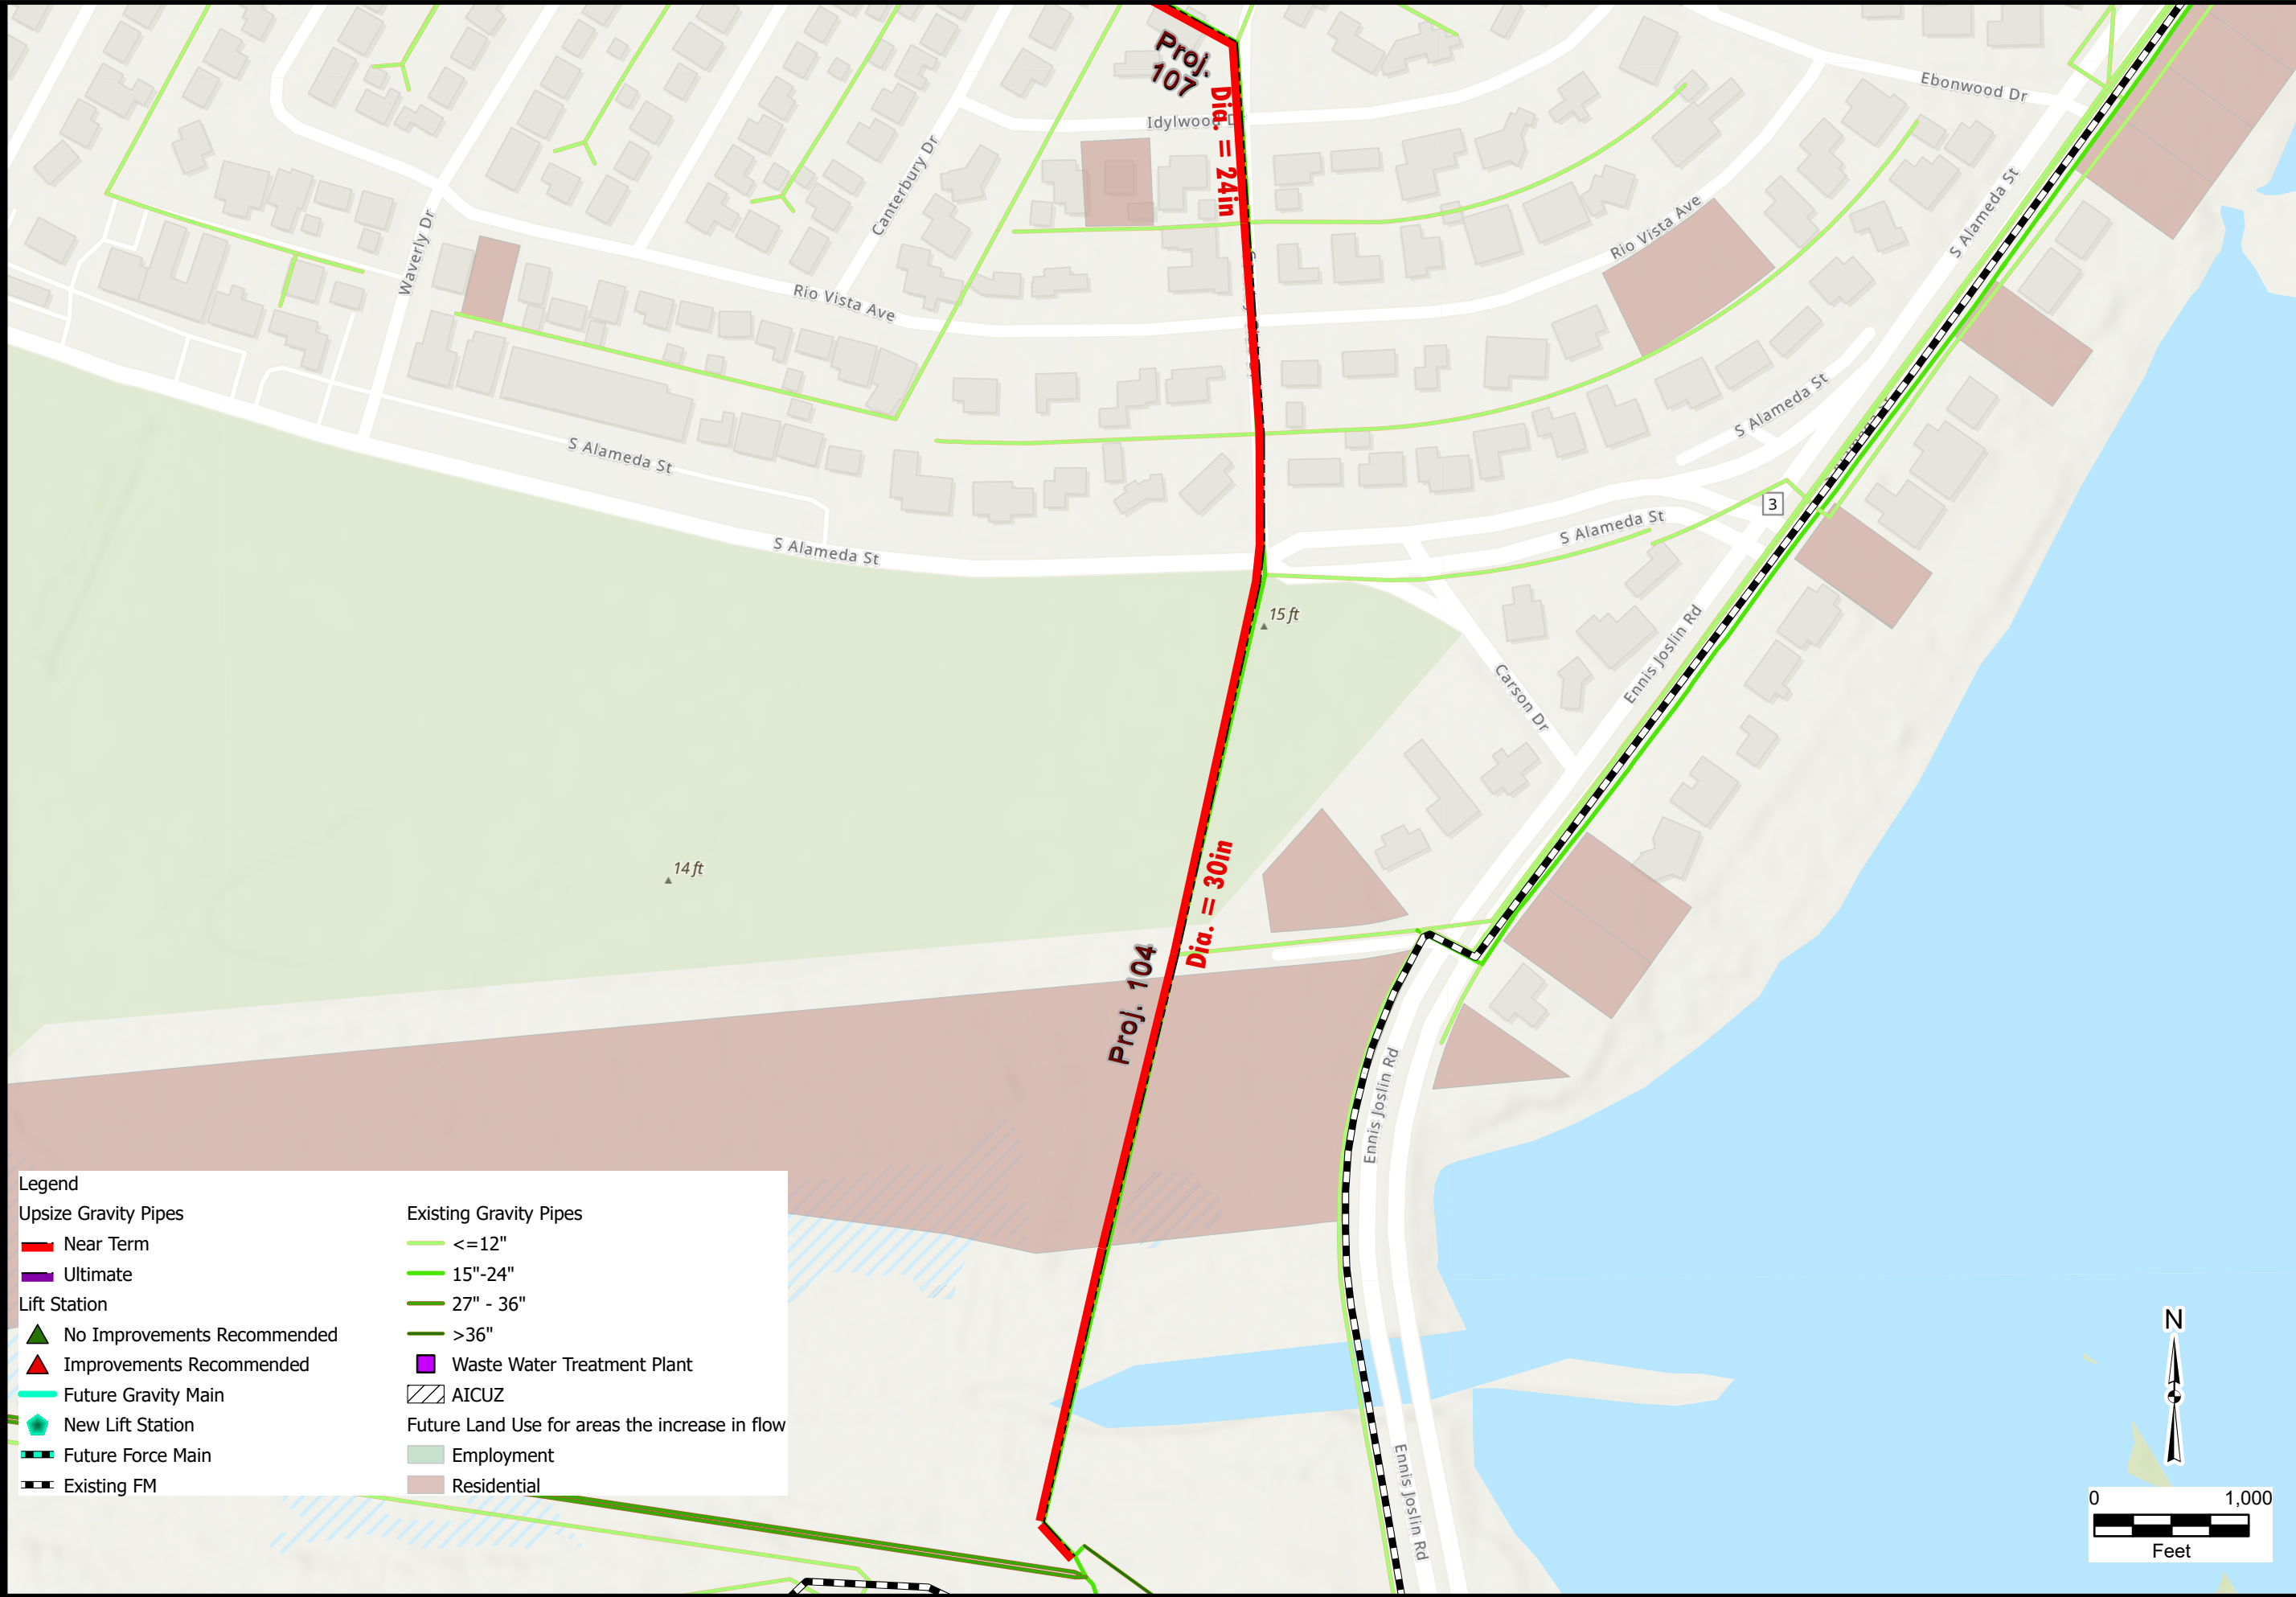 Proj.
107
Dia. = 24in
Ebonwood Dr
Idylwood D
Canterbury Dr
Waverly Dr
Rio Vista Ave
Rio Vista Ave
S Alameda St
S Alameda St
S Alameda St
S Alameda St
S Alameda St
3
15 ft
Ennis Joslin Rd
Carson Dr
14 ft
Dia. = 30in
Proj. 104
Ennis Joslin Rd
Ennis Joslin Rd
Legend
Upsize Gravity Pipes
Near Term
Ultimate
Lift Station
No Improvements Recommended
Improvements Recommended
Future Gravity Main
New Lift Station
Future Force Main
Existing FM
Existing Gravity Pipes
<=12"
15"-24"
27" - 36"
>36"
Waste Water Treatment Plant
AICUZ
Future Land Use for areas the increase in flow
Employment
Residential
N
0 1,000
Feet